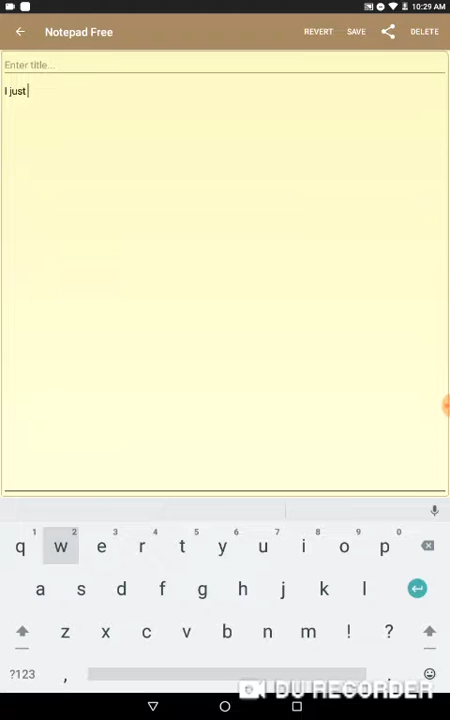 10:29 AM
Notepad Free
REVERT SAVE DELETE
Enter title...
I just
1 2 3 4 5 6 7 8 9 0
q w e r t y u i o p
a s d f g h j k l
z x c v b n m ! ?
?123 , .
DU RECORDER